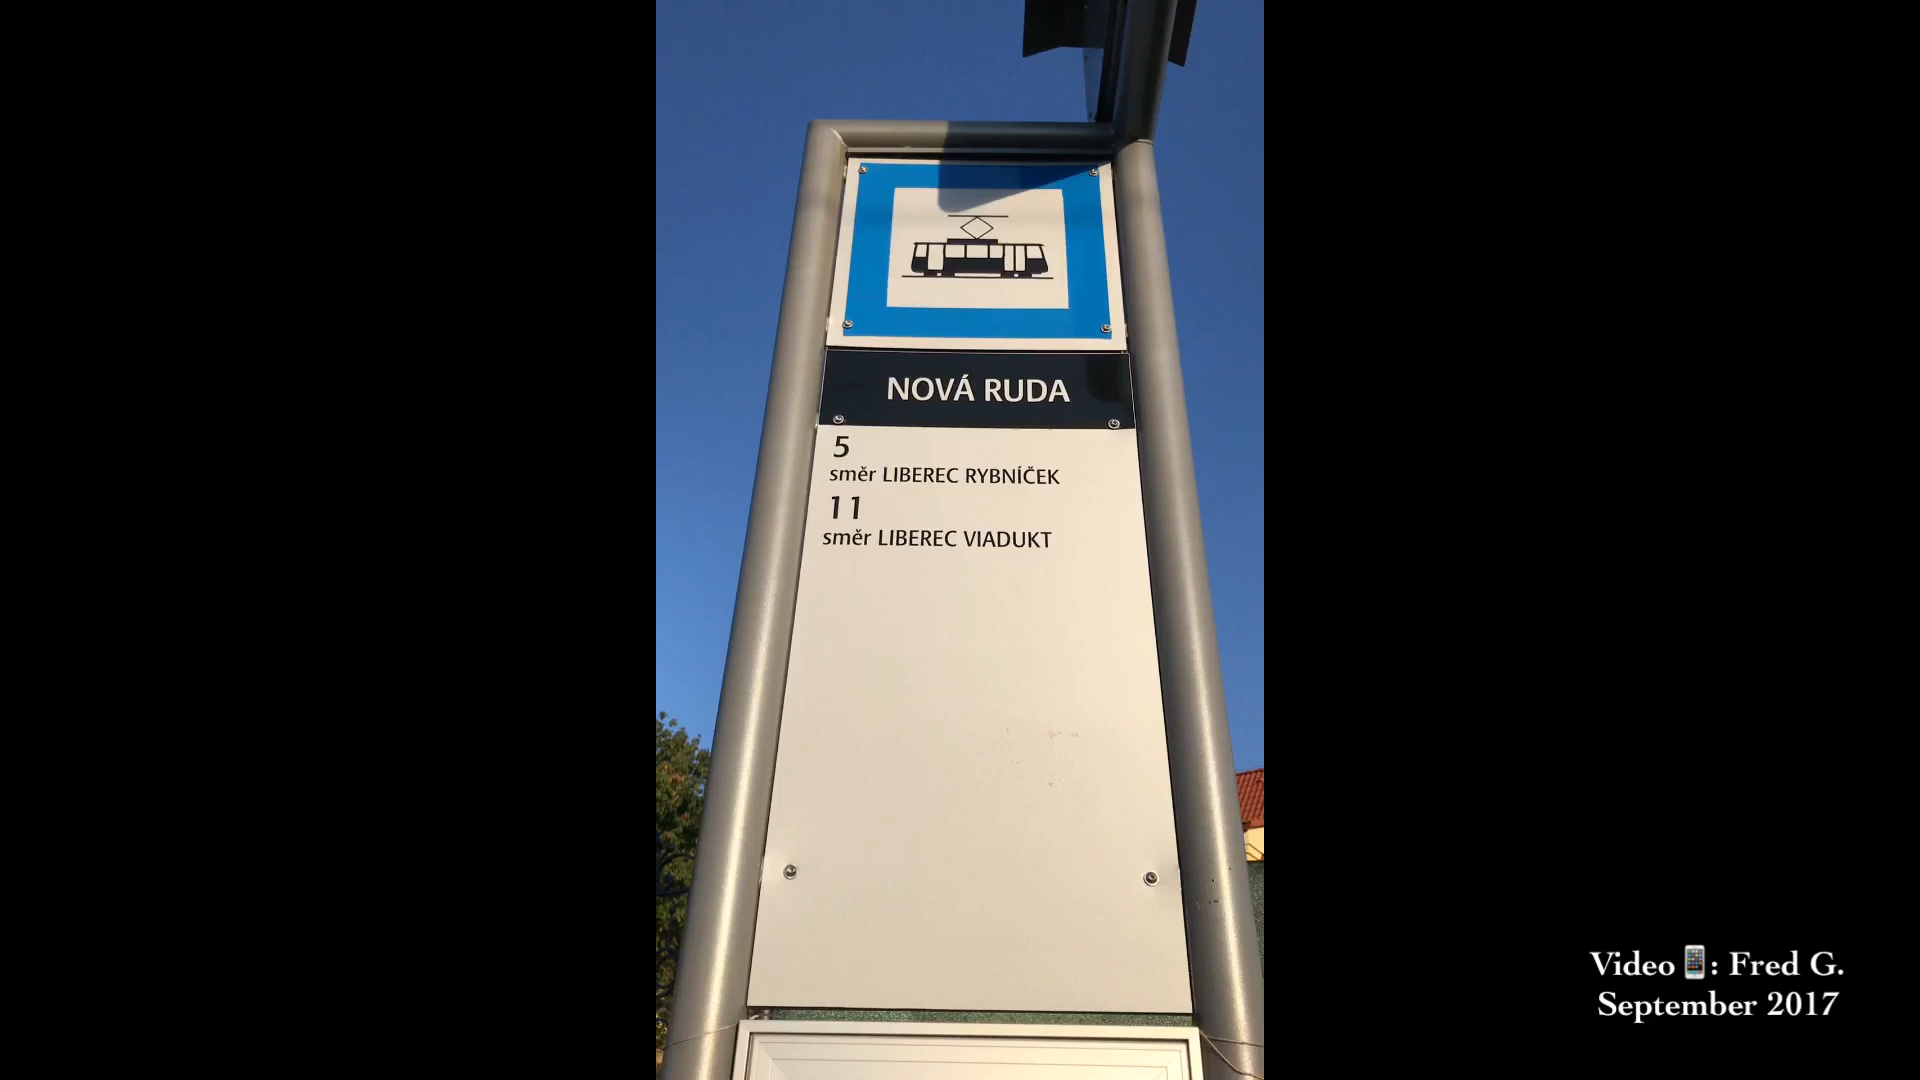 NOVÁ RUDA
5
směr LIBEREC RYBNÍČEK
11
směr LIBEREC VIADUKT
Video📱: Fred G.
September 2017